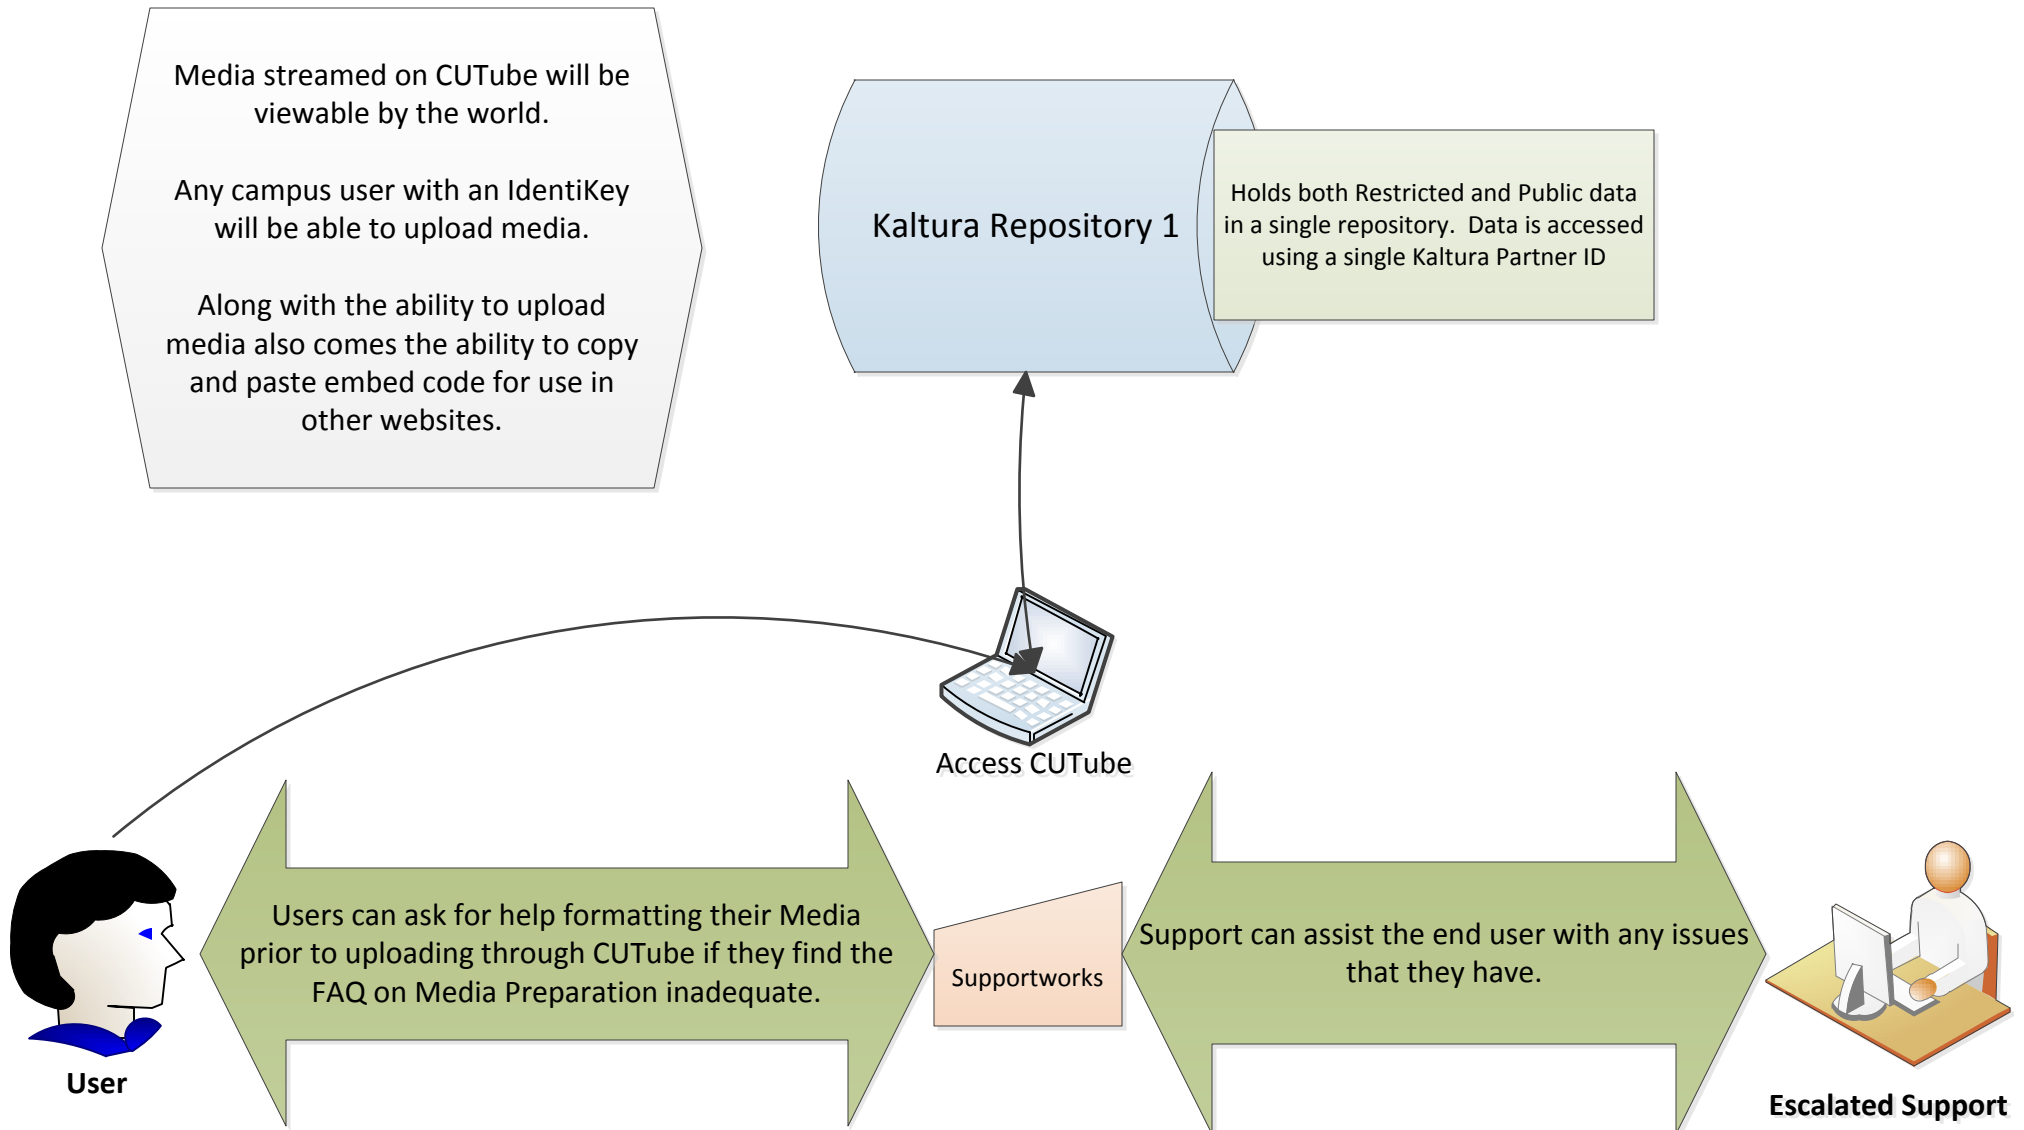 Media streamed on CUTube will be
viewable by the world.
Any campus user with an IdentiKey
will be able to upload media.
Along with the ability to upload
media also comes the ability to copy
and paste embed code for use in
other websites.
Kaltura Repository 1
Holds both Restricted and Public data
in a single repository.  Data is accessed
using a single Kaltura Partner ID
Access CUTube
Users can ask for help formatting their Media
prior to uploading through CUTube if they find the
FAQ on Media Preparation inadequate.
Supportworks
Support can assist the end user with any issues
that they have.
User
Escalated Support